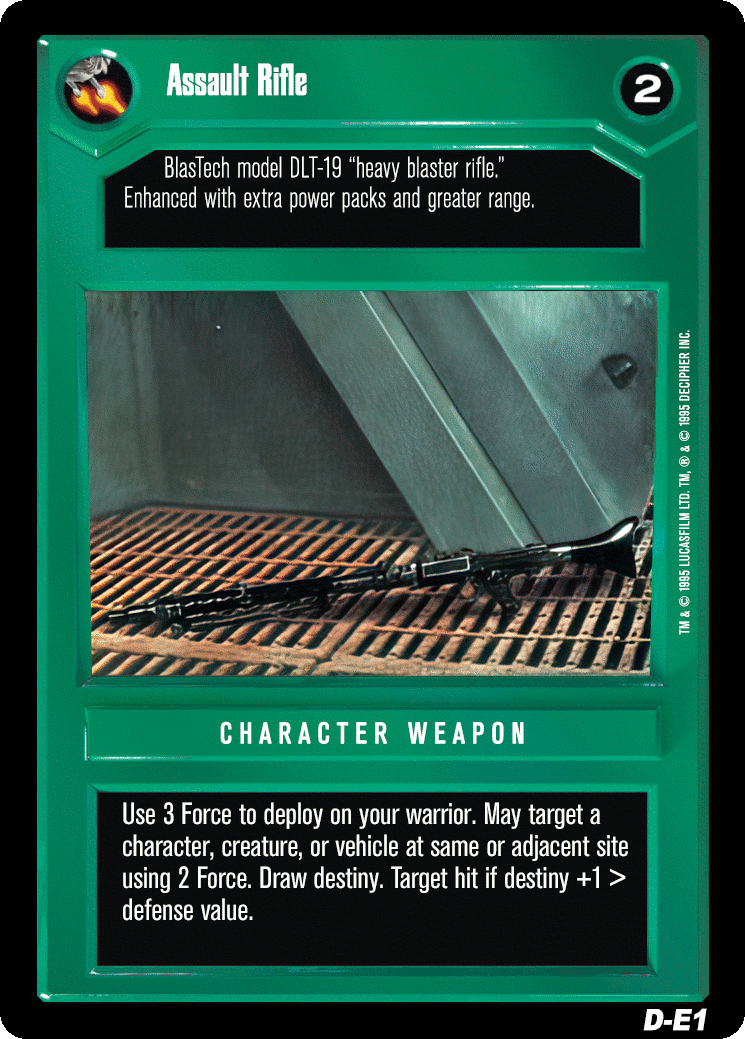 Assault Rifle
2
BlasTech model DLT-19 “heavy blaster rifle.”
Enhanced with extra power packs and greater range.
TM & © 1995 LUCASFILM LTD. TM, ® & © 1995 DECIPHER INC.
CHARACTER WEAPON
Use 3 Force to deploy on your warrior. May target a
character, creature, or vehicle at same or adjacent site
using 2 Force. Draw destiny. Target hit if destiny +1 >
defense value.
D-E1